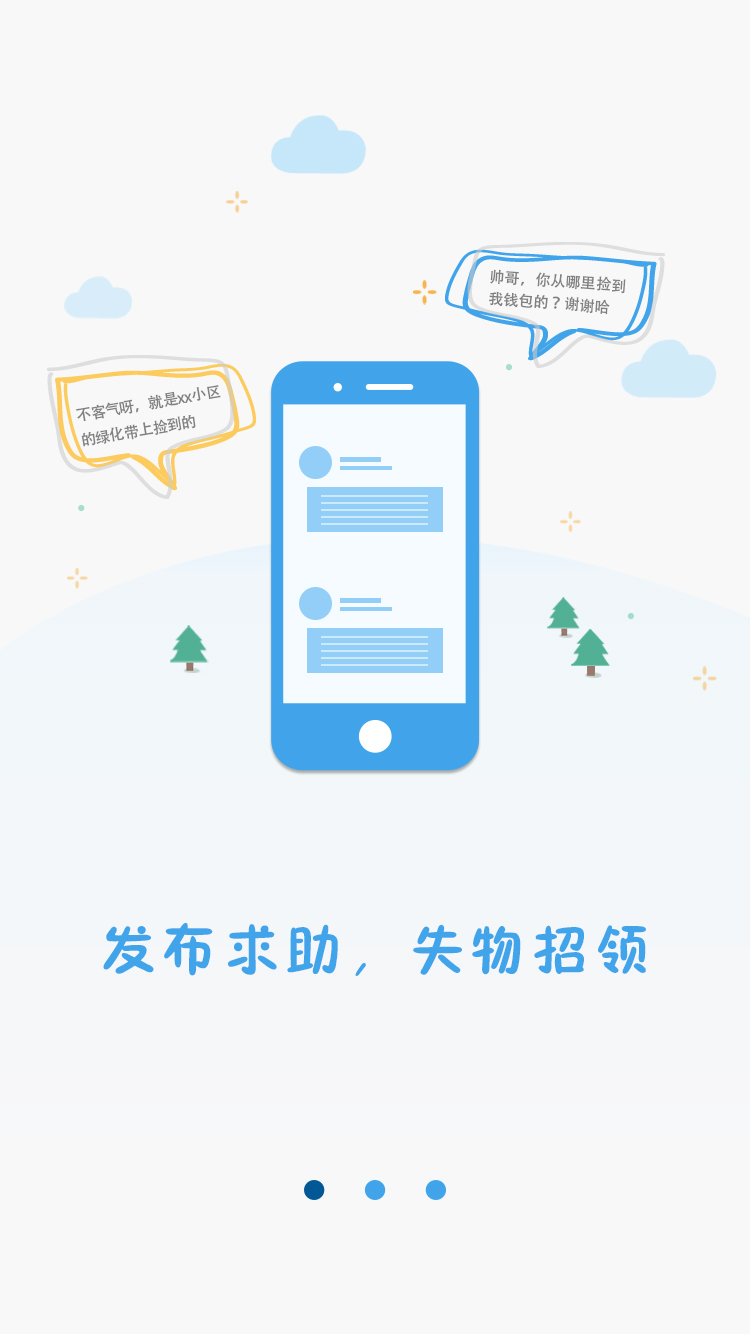 帅哥，你从哪里捡到
我钱包的？谢谢哈
不客气呀，就是xx小区
的绿化带上捡到的
发布求助，失物招领